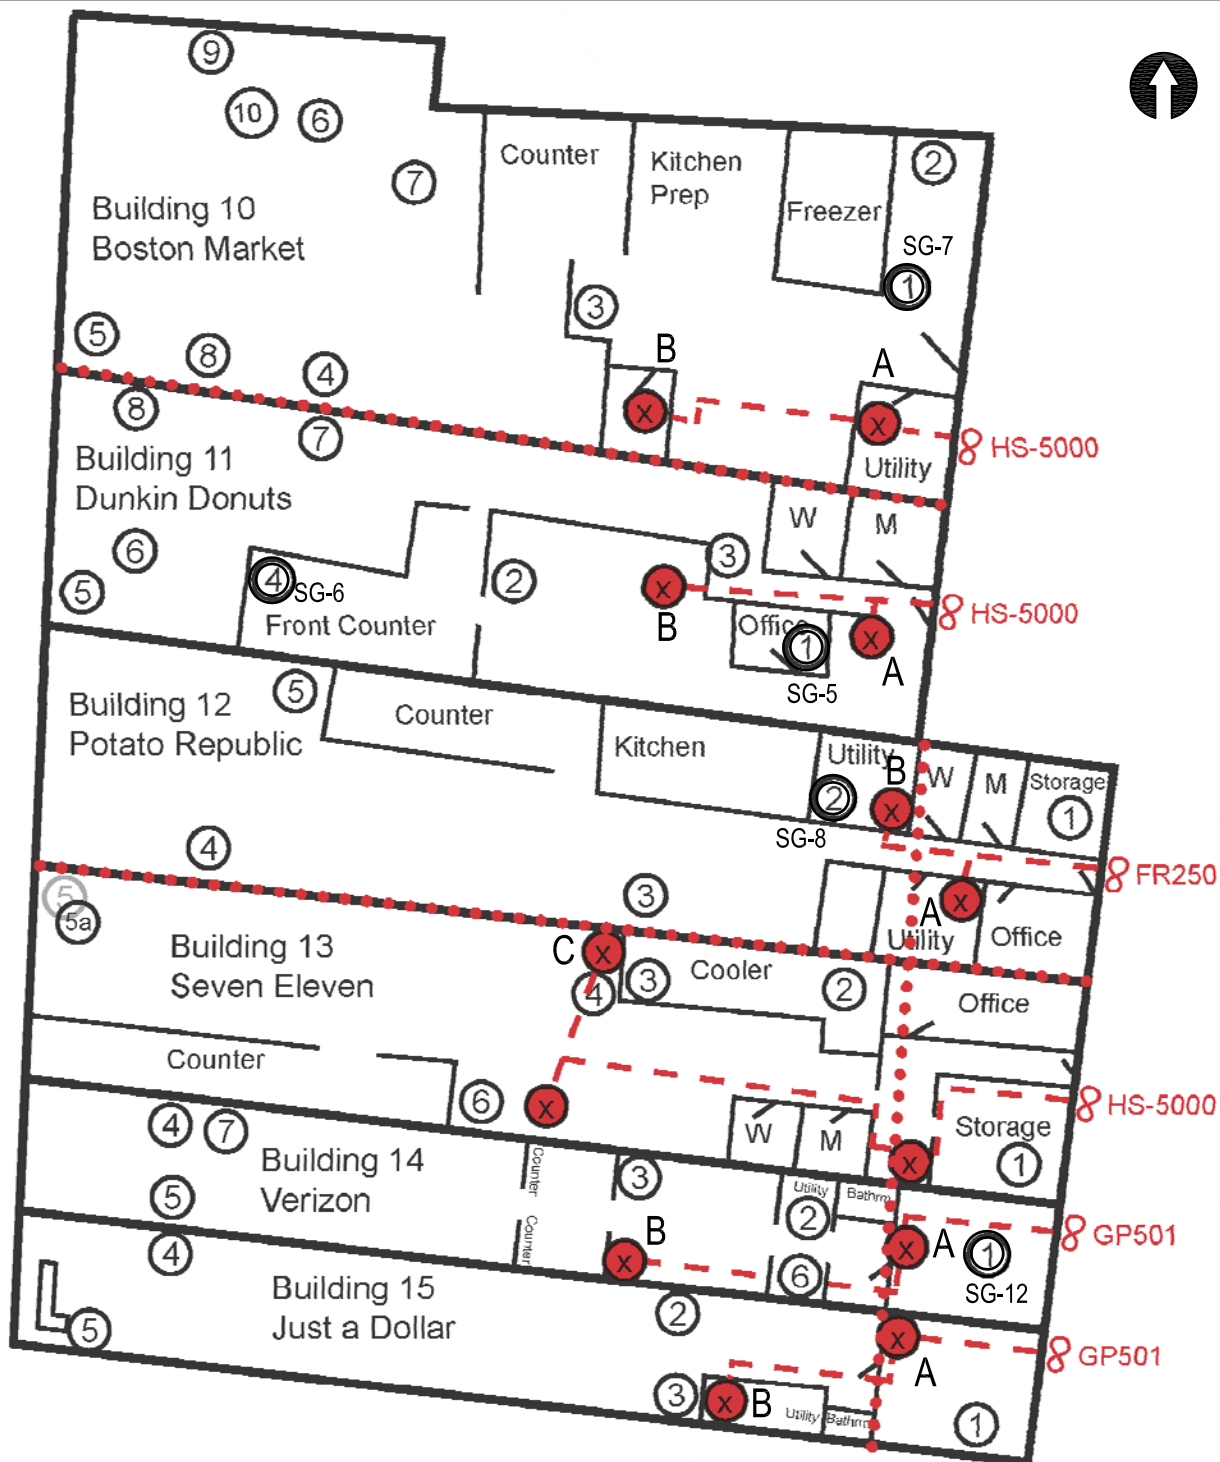 9
10
6
7
Counter
Kitchen
Prep
Freezer
2
Building 10
Boston Market
SG-7
1
3
5
8
4
B
A
x
x
HS-5000
Utility
8
7
Building 11
Dunkin Donuts
W
M
6
5
4
SG-6
Front Counter
2
3
x
B
HS-5000
Office
1
x
A
SG-5
5
Building 12
Potato Republic
Counter
Kitchen
Utility
B
2
x
SG-8
W
M
Storage
1
4
3
FR250
A
x
Utility
Office
5
5a
Building 13
Seven Eleven
C
x
4
3
Cooler
2
Office
Counter
6
x
W
M
HS-5000
Storage
1
x
4
7
Building 14
Verizon
5
Counter
Counter
3
Utility
2
Bathrm
B
x
6
x
A
1
SG-12
GP501
4
Building 15
Just a Dollar
5
2
x
A
GP501
3
x
B
Utility
Bathrm
1